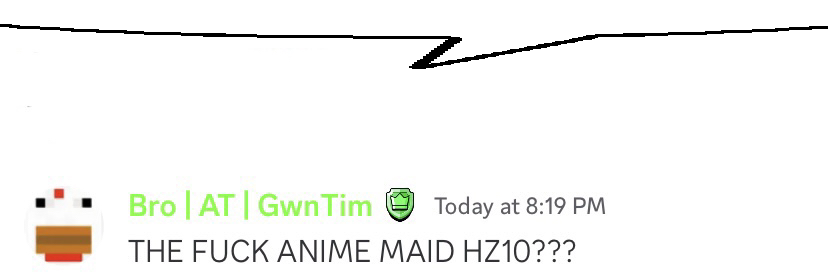 Bro | AT | GwnTim Today at 8:19 PM
THE FUCK ANIME MAID HZ10???